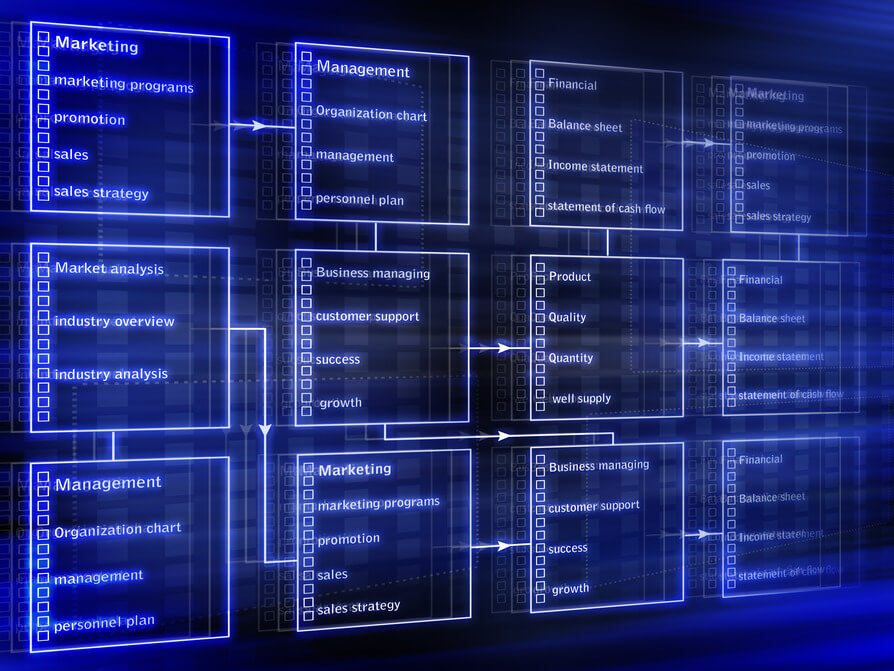 Marketing
marketing programs
promotion
sales
sales strategy
Management
Organization chart
management
personnel plan
Financial
Balance sheet
Income statement
statement of cash flow
Marketing
marketing programs
promotion
sales
sales strategy
Market analysis
industry overview
industry analysis
Business managing
customer support
success
growth
Product
Quality
Quantity
well supply
Financial
Balance sheet
Income statement
statement of cash flow
Management
Organization chart
management
personnel plan
Marketing
marketing programs
promotion
sales
sales strategy
Business managing
customer support
success
growth
Financial
Balance sheet
Income statement
statement of cash flow